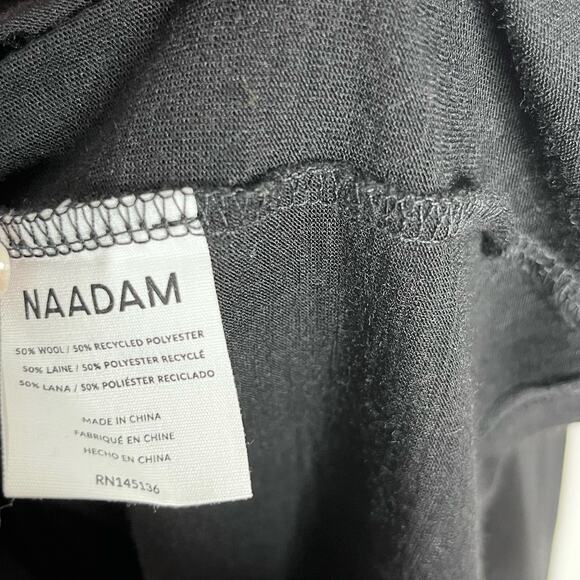 NAADAM
50% WOOL / 50% RECYCLED POLYESTER
50% LAINE / 50% POLYESTER RECYCLÉ
50% LANA / 50% POLIÉSTER RECICLADO
MADE IN CHINA
FABRIQUÉ EN CHINE
HECHO EN CHINA
RN145136